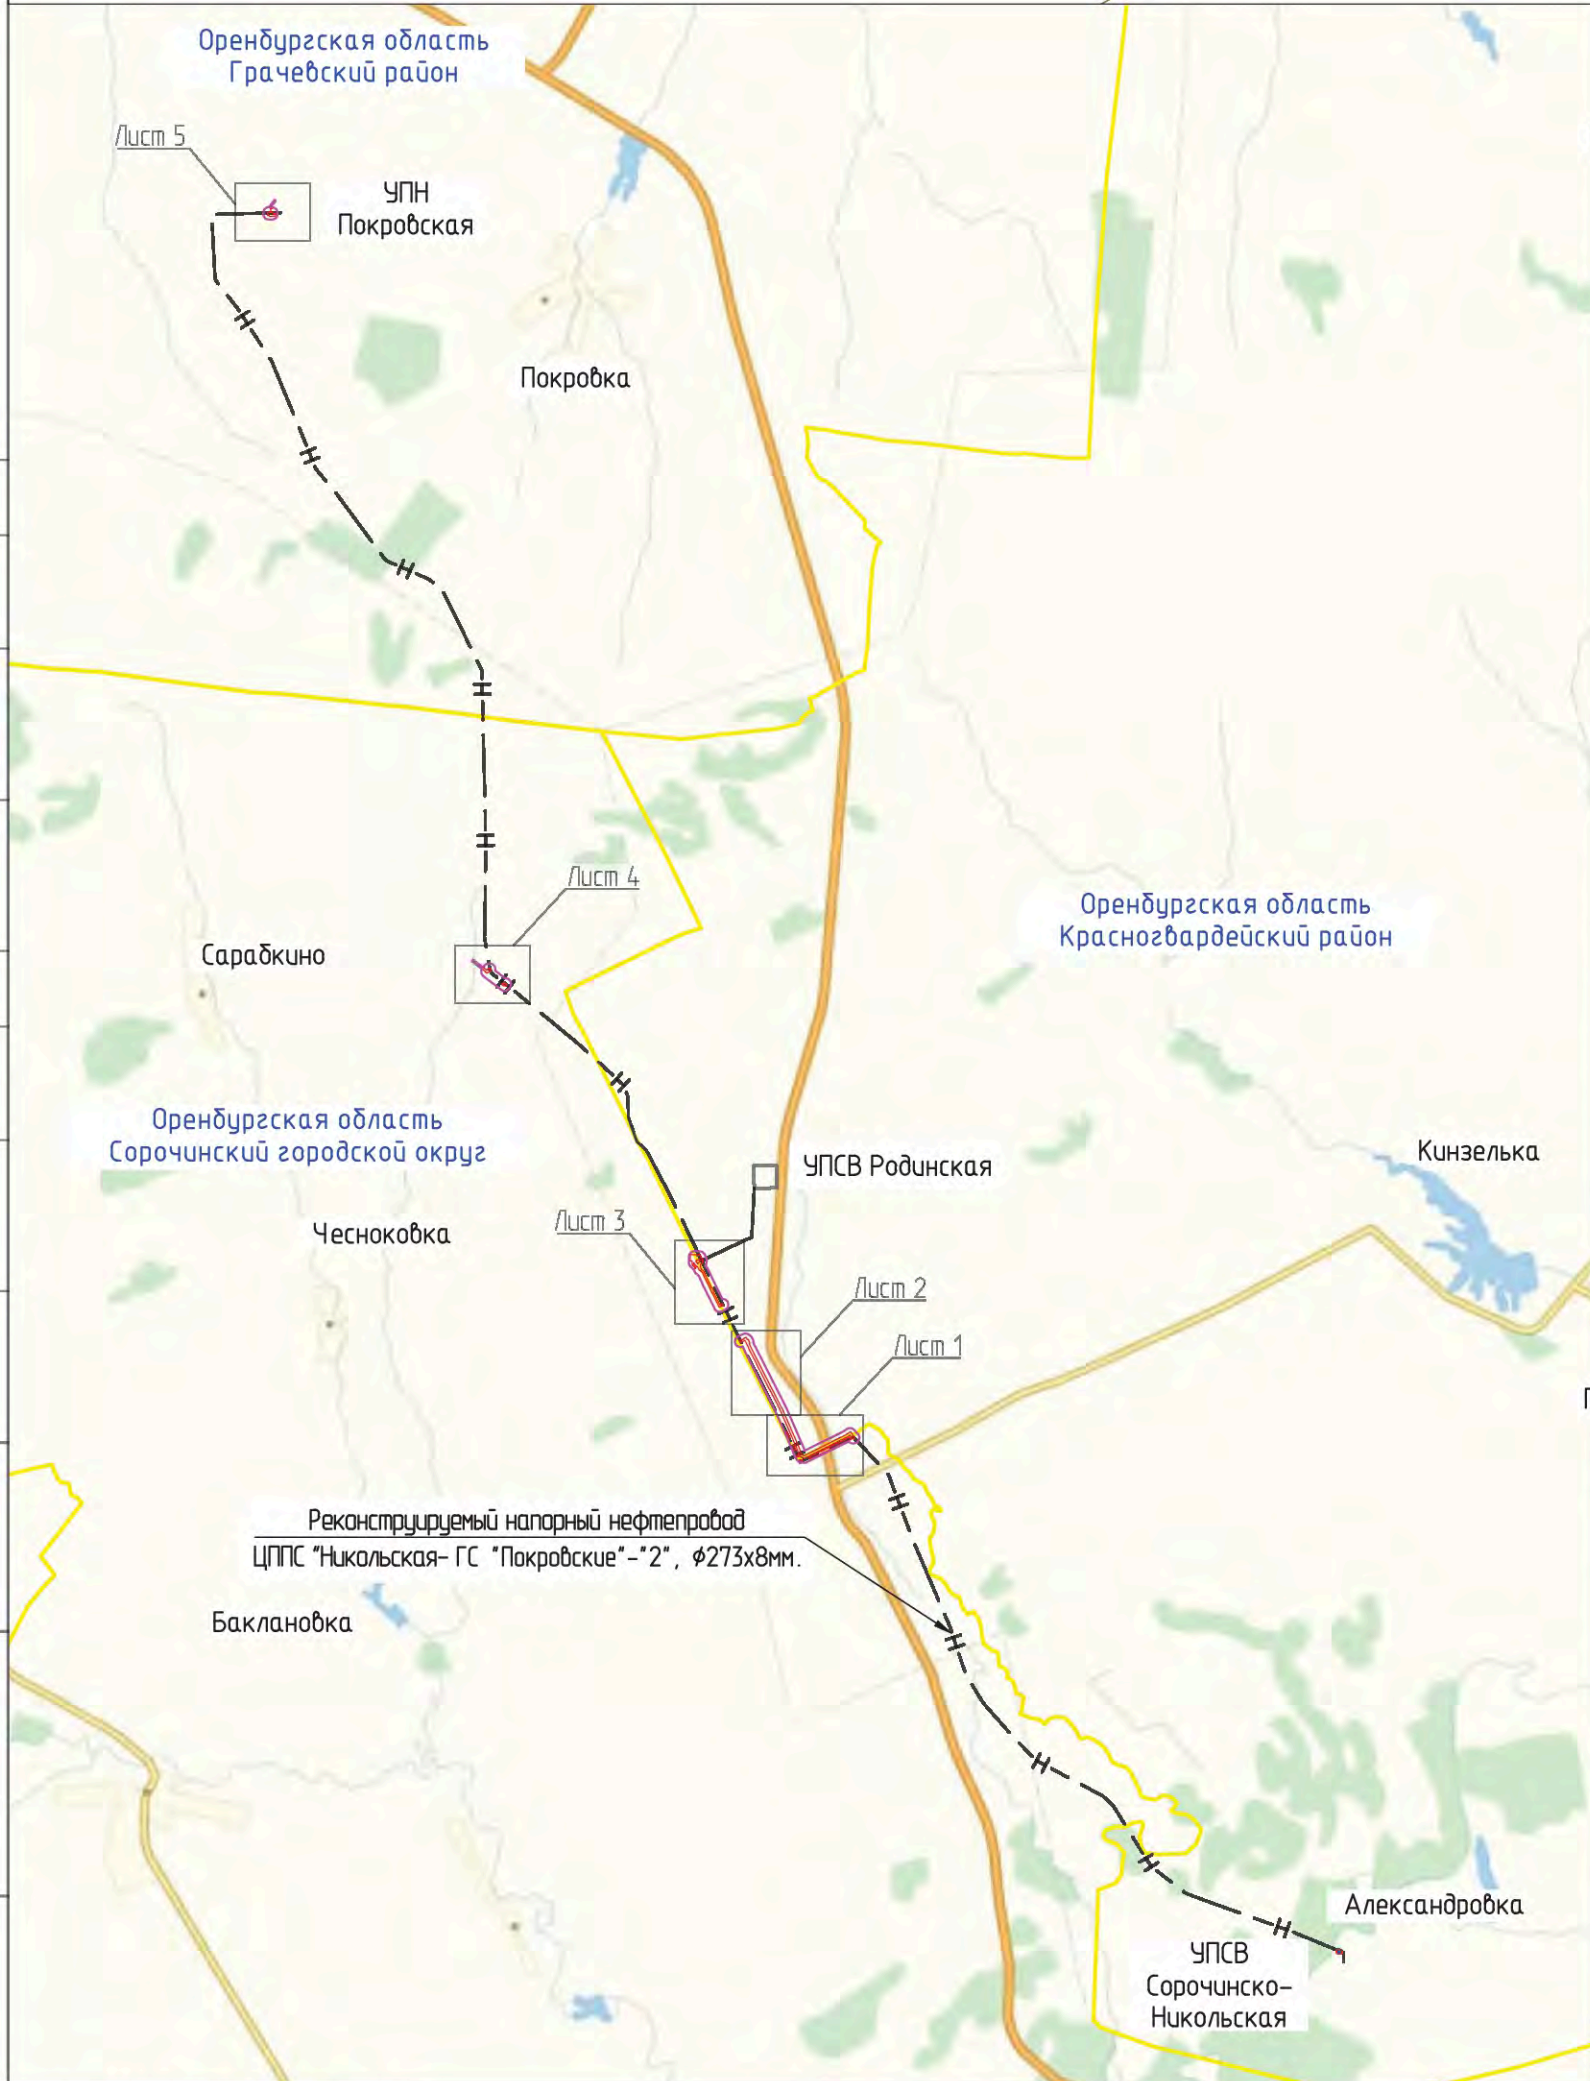 Оренбургская область
Грачевский район
Лист 5
УПН
Покровская
Покровка
Лист 4
Оренбургская область
Красногвардейский район
Сарабкино
Оренбургская область
Сорочинский городской округ
Кинзелька
УПСВ Родинская
Чесноковка
Лист 3
Лист 2
Лист 1
Реконструируемый напорный нефтепровод
ЦППС "Никольская- ГС "Покровские"-"2", ϕ273х8мм.
Баклановка
Александровка
УПСВ
Сорочинско-
Никольская
Н
Н
Н
Н
Н
Н
Н
Н
Н
Н
Н
Н
Н
Н